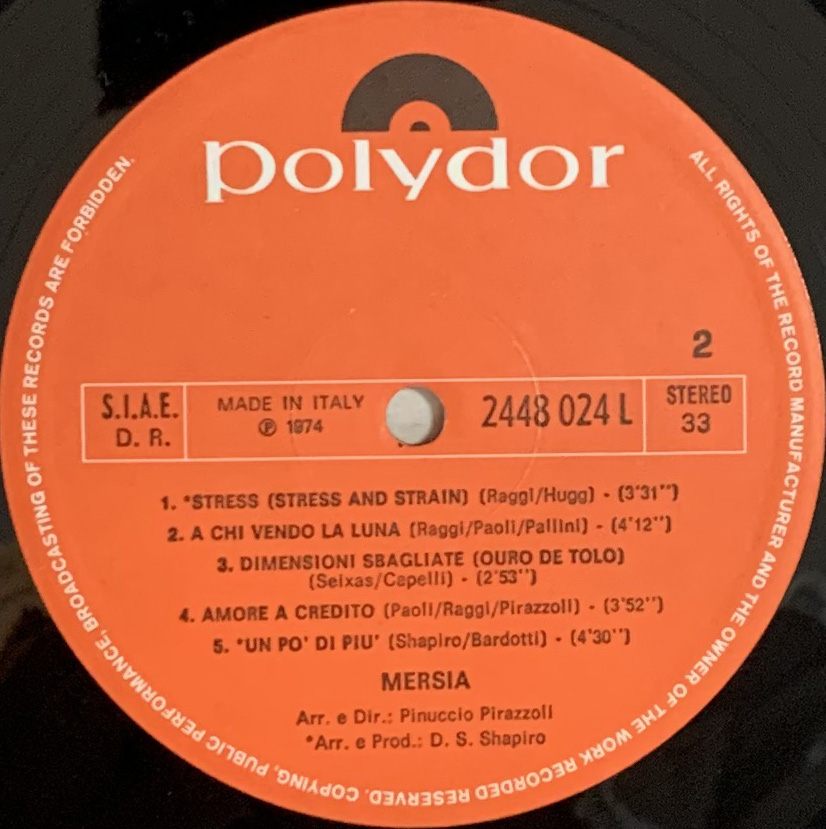 polydor
2
S.I.A.E.
D. R.
MADE IN ITALY
℗ 1974
2448 024 L
STEREO
33
1. *STRESS (STRESS AND STRAIN) (Raggi/Hugg) - (3'31'')
2. A CHI VENDO LA LUNA (Raggi/Paoli/Pallini) - (4'12'')
3. DIMENSIONI SBAGLIATE (OURO DE TOLO)
(Seixas/Capelli) - (2'53'')
4. AMORE A CREDITO (Paoli/Raggi/Pirazzoli) - (3'52'')
5. *UN PO' DI PIU' (Shapiro/Bardotti) - (4'30'')
MERSIA
Arr. e Dir.: Pinuccio Pirazzoli
*Arr. e Prod.: D. S. Shapiro
ALL RIGHTS OF THE RECORD MANUFACTURER AND THE OWNER OF THE WORK RECORDED RESERVED. COPYING, PUBLIC PERFORMANCE, BROADCASTING OF THESE RECORDS ARE FORBIDDEN.